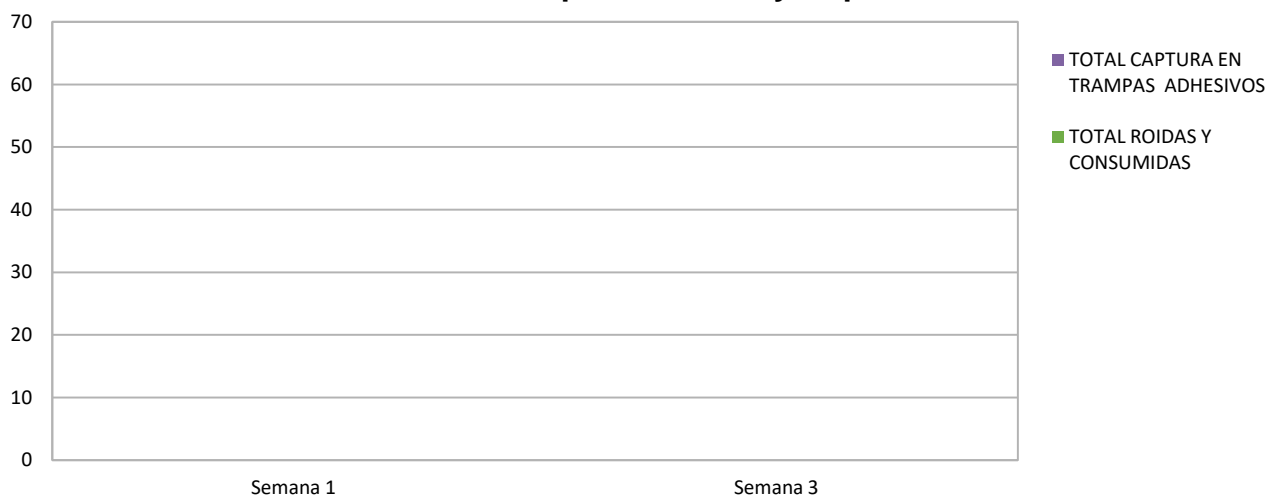 70
60
50
40
30
20
10
0
Semana 1
Semana 3
TOTAL CAPTURA EN
TRAMPAS ADHESIVOS
TOTAL ROIDAS Y
CONSUMIDAS